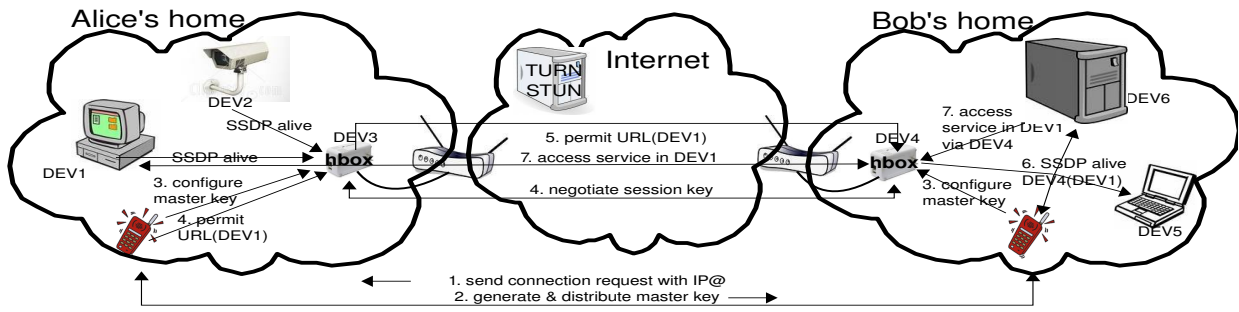 Alice's home
Bob's home
Internet
TURN
STUN
DEV2
SSDP alive
DEV1
SSDP alive
DEV3
hbox
3. configure
master key
4. permit
URL(DEV1)
5. permit URL(DEV1)
7. access service in DEV1
4. negotiate session key
DEV4
hbox
DEV6
7. access
service in DEV1
via DEV4
6. SSDP alive
DEV4(DEV1)
3. configure
master key
DEV5
1. send connection request with IP@
2. generate & distribute master key